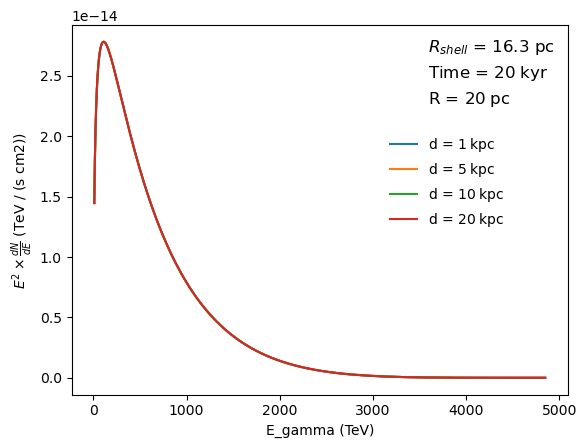 1e−14
R_shell = 16.3 pc
Time = 20 kyr
R = 20 pc
d = 1 kpc
d = 5 kpc
d = 10 kpc
d = 20 kpc
2.5
2.0
1.5
1.0
0.5
0.0
E² × dN/dE (TeV / (s cm2))
0 1000 2000 3000 4000 5000
E_gamma (TeV)